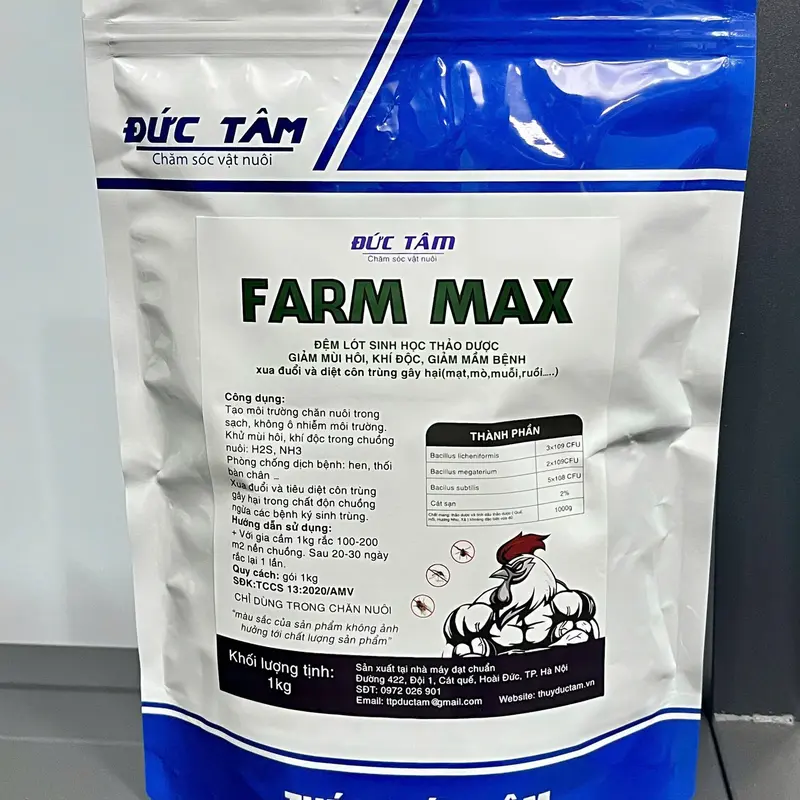 ĐỨC TÂM
Chăm sóc vật nuôi
ĐỨC TÂM
Chăm sóc vật nuôi
FARM MAX
ĐỆM LÓT SINH HỌC THẢO DƯỢC
GIẢM MÙI HÔI, KHÍ ĐỘC, GIẢM MẦM BỆNH
xua đuổi và diệt côn trùng gây hại(mạt,mò,muỗi,ruồi.....)
Công dụng:
Tạo môi trường chăn nuôi trong
sạch, không ô nhiễm môi trường.
Khử mùi hôi, khí độc trong chuồng
nuôi: H2S, NH3
Phòng chống dịch bệnh: hen, thối
bàn chân ...
Xua đuổi và tiêu diệt côn trùng
gây hại trong chất độn chuồng
ngừa các bệnh ký sinh trùng.
Hướng dẫn sử dụng:
+ Với gia cầm 1kg rắc 100-200
m2 nền chuồng. Sau 20-30 ngày
rắc lại 1 lần.
Quy cách: gói 1kg
SĐK:TCCS 13:2020/AMV
CHỈ DÙNG TRONG CHĂN NUÔI
"màu sắc của sản phẩm không ảnh
hưởng tới chất lượng sản phẩm"
THÀNH PHẦN
Bacillus licheniformis 3x109 CFU
Bacillus megaterium 2x109CFU
Bacilus subtilis 5x108 CFU
Cát sạn 2%
1000g
Khối lượng tịnh:
1kg
Sản xuất tại nhà máy đạt chuẩn
Đường 422, Đội 1, Cát quế, Hoài Đức, TP. Hà Nội
SĐT: 0972 026 901
Email: ttpductam@gmail.com Website: thuyductam.vn